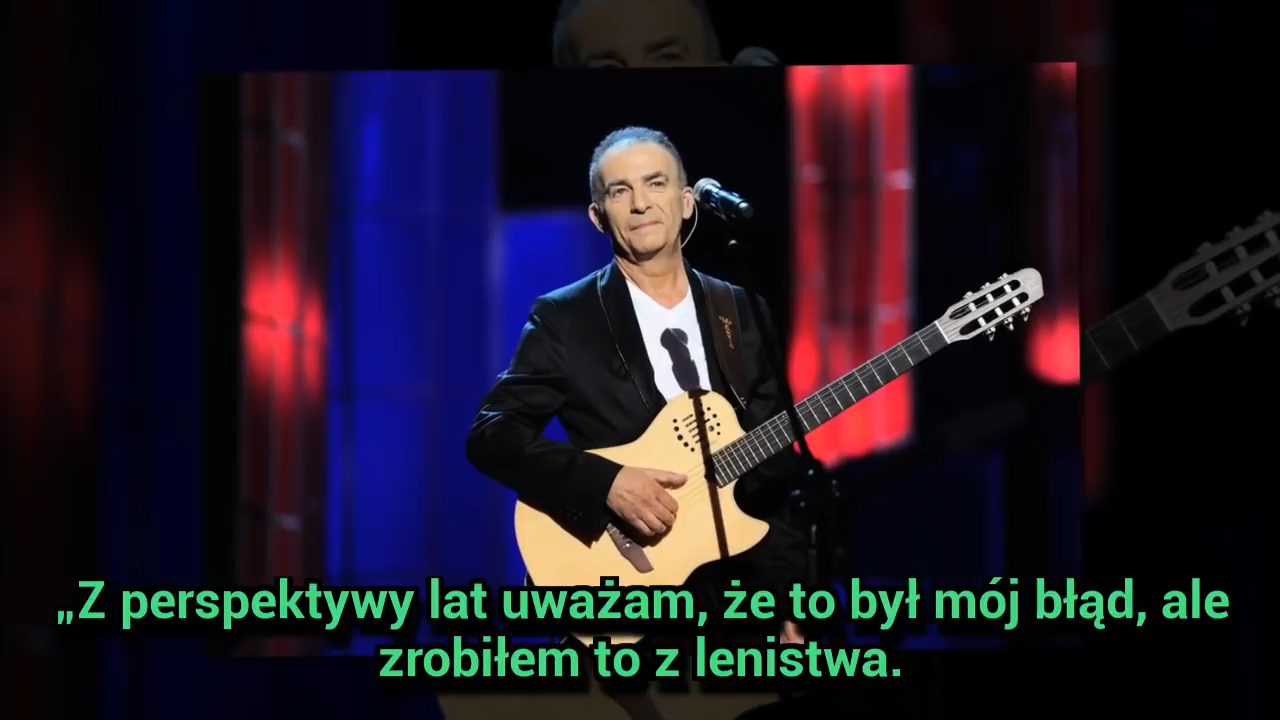 „Z perspektywy lat uważam, że to był mój błąd, ale
zrobiłem to z lenistwa.